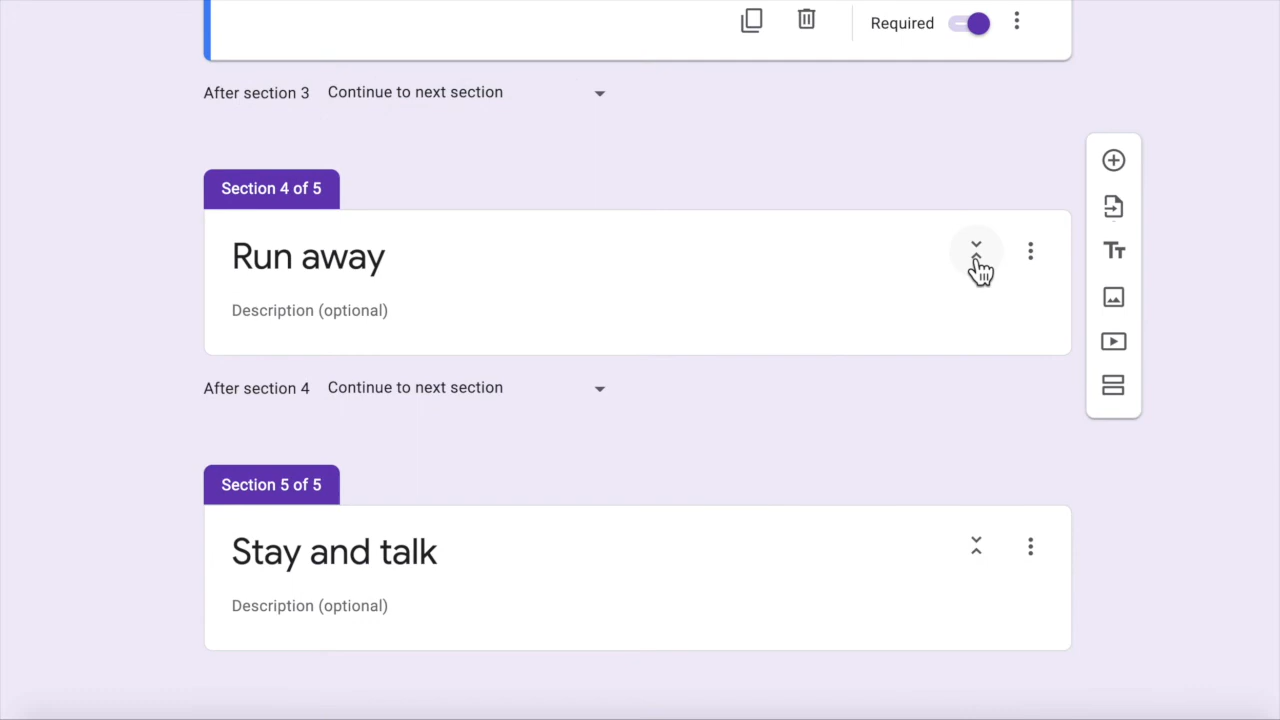 Required
After section 3 Continue to next section
Section 4 of 5
Run away
Description (optional)
After section 4 Continue to next section
Section 5 of 5
Stay and talk
Description (optional)